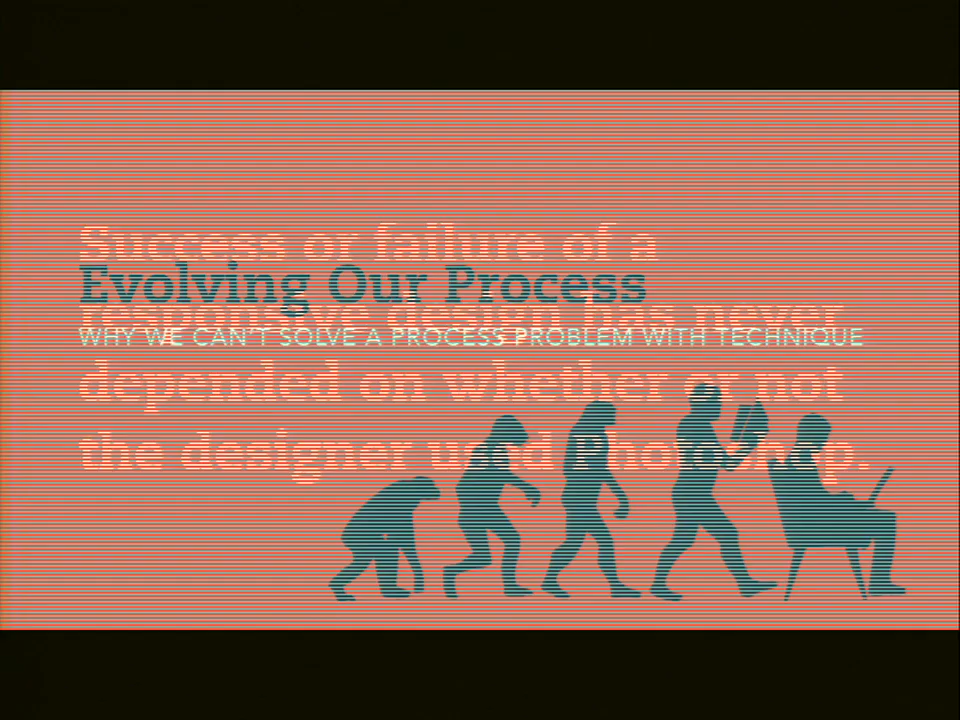 Success or failure of a
Evolving Our Process
responsive design has never
WHY WE CAN'T SOLVE A PROCESS PROBLEM WITH TECHNIQUE
depended on whether or not
the designer used Photoshop.